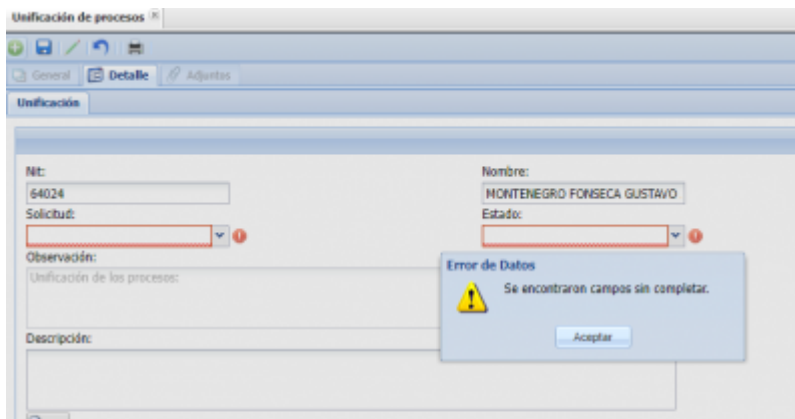 Unificación de procesos
General Detalle Adjuntos
Unificación
Nit: Nombre:
64024 MONTENEGRO FONSECA GUSTAVO
Solicitud: Estado:
Observación:
Unificación de los procesos:
Error de Datos
Se encontraron campos sin completar.
Aceptar
Descripción: